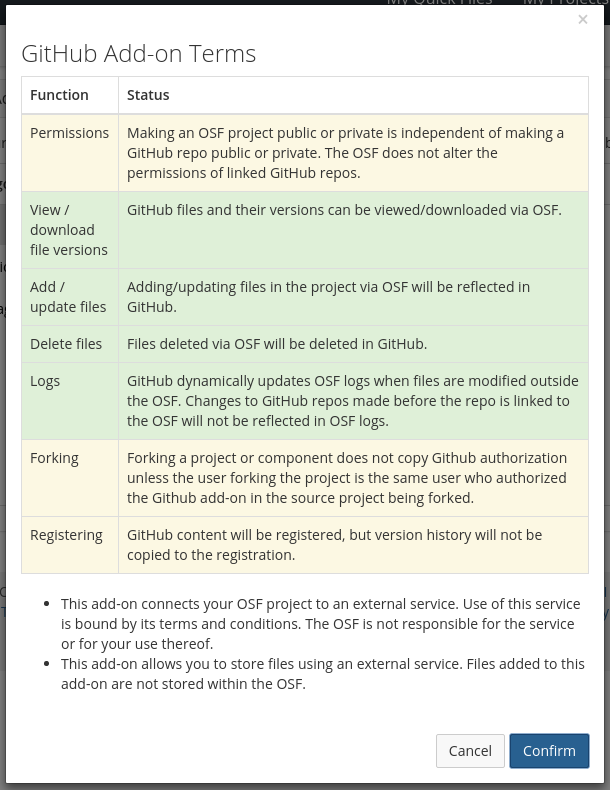 ×
GitHub Add-on Terms
Function Status
Permissions Making an OSF project public or private is independent of making a
GitHub repo public or private. The OSF does not alter the
permissions of linked GitHub repos.
View / GitHub files and their versions can be viewed/downloaded via OSF.
download
file versions
Add / Adding/updating files in the project via OSF will be reflected in
update files GitHub.
Delete files Files deleted via OSF will be deleted in GitHub.
Logs GitHub dynamically updates OSF logs when files are modified outside
the OSF. Changes to GitHub repos made before the repo is linked to
the OSF will not be reflected in OSF logs.
Forking Forking a project or component does not copy Github authorization
unless the user forking the project is the same user who authorized
the Github add-on in the source project being forked.
Registering GitHub content will be registered, but version history will not be
copied to the registration.
• This add-on connects your OSF project to an external service. Use of this service
is bound by its terms and conditions. The OSF is not responsible for the service
or for your use thereof.
• This add-on allows you to store files using an external service. Files added to this
add-on are not stored within the OSF.
Cancel Confirm